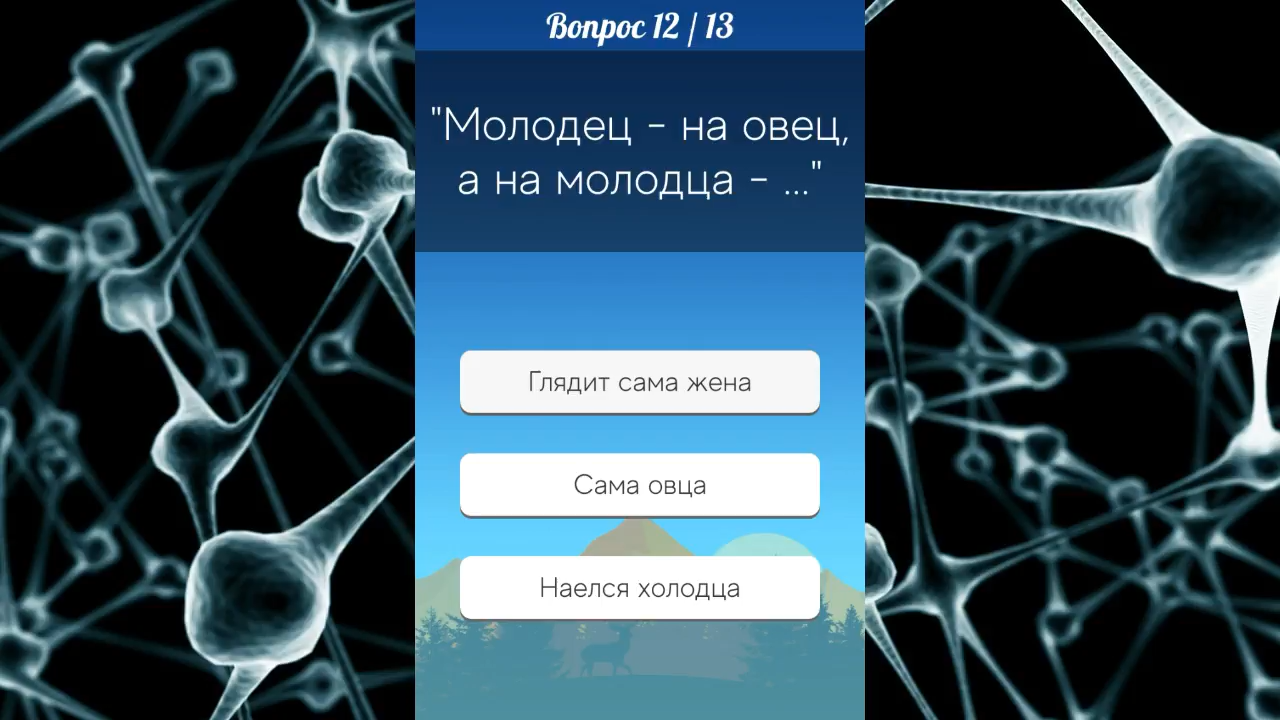 Вопрос 12 / 13
"Молодец - на овец,
а на молодца - ..."
Глядит сама жена
Сама овца
Наелся холодца